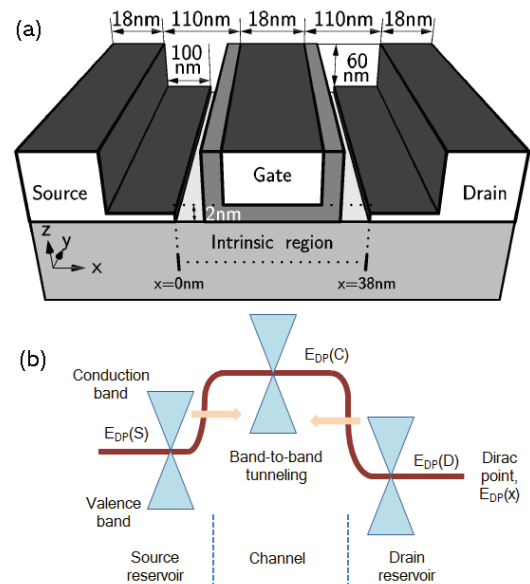 (a)
18nm 110nm 18nm 110nm 18nm
100
nm
60
nm
Source
Gate
Drain
2nm
z
y
x
Intrinsic region
x=0nm
x=38nm
(b)
Conduction
band
E_DP(C)
E_DP(S)
Band-to-band
tunneling
E_DP(D)
Dirac
point,
E_DP(x)
Valence
band
Source
reservoir
Channel
Drain
reservoir